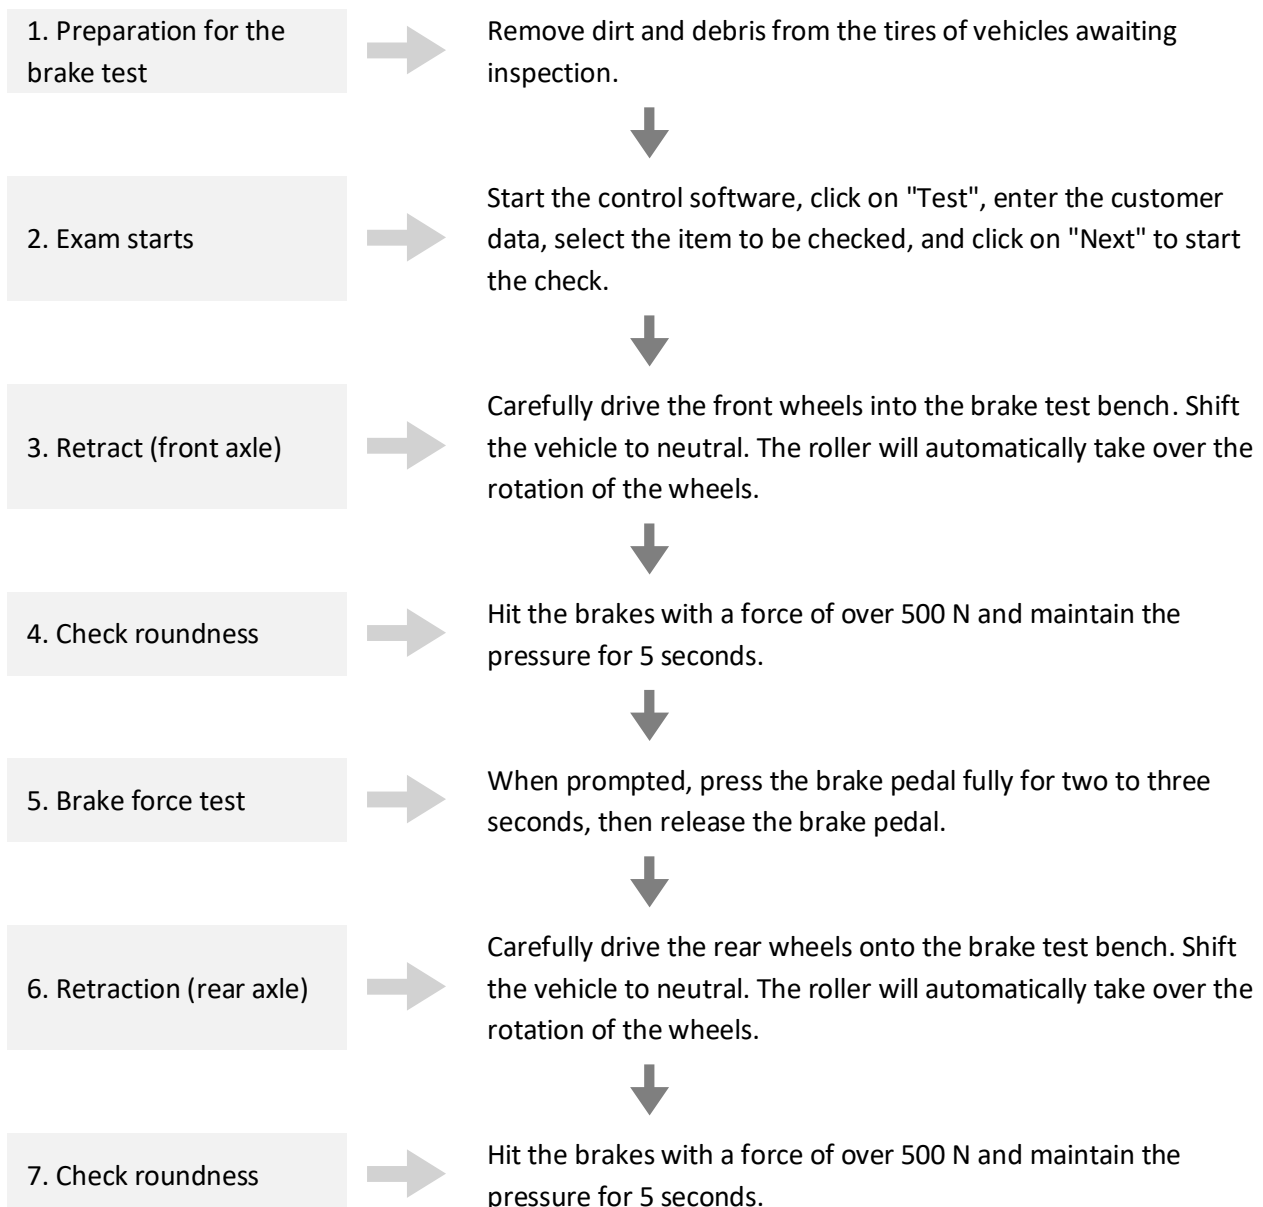 1. Preparation for the
brake test
Remove dirt and debris from the tires of vehicles awaiting
inspection.
2. Exam starts
Start the control software, click on "Test", enter the customer
data, select the item to be checked, and click on "Next" to start
the check.
3. Retract (front axle)
Carefully drive the front wheels into the brake test bench. Shift
the vehicle to neutral. The roller will automatically take over the
rotation of the wheels.
4. Check roundness
Hit the brakes with a force of over 500 N and maintain the
pressure for 5 seconds.
5. Brake force test
When prompted, press the brake pedal fully for two to three
seconds, then release the brake pedal.
6. Retraction (rear axle)
Carefully drive the rear wheels onto the brake test bench. Shift
the vehicle to neutral. The roller will automatically take over the
rotation of the wheels.
7. Check roundness
Hit the brakes with a force of over 500 N and maintain the
pressure for 5 seconds.